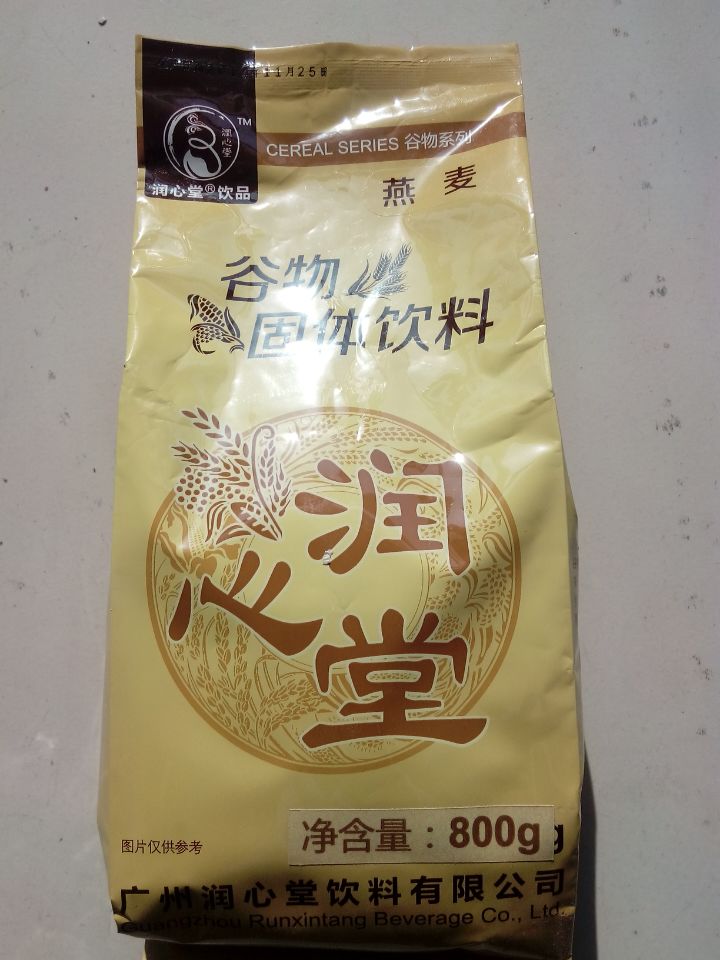 11月25日
润心堂
TM
润心堂®饮品
CEREAL SERIES 谷物系列
燕麦
谷物
固体饮料
润
心
堂
净含量：800g
g
图片仅供参考
广州润心堂饮料有限公司
Guangzhou Runxintang Beverage Co., Ltd.